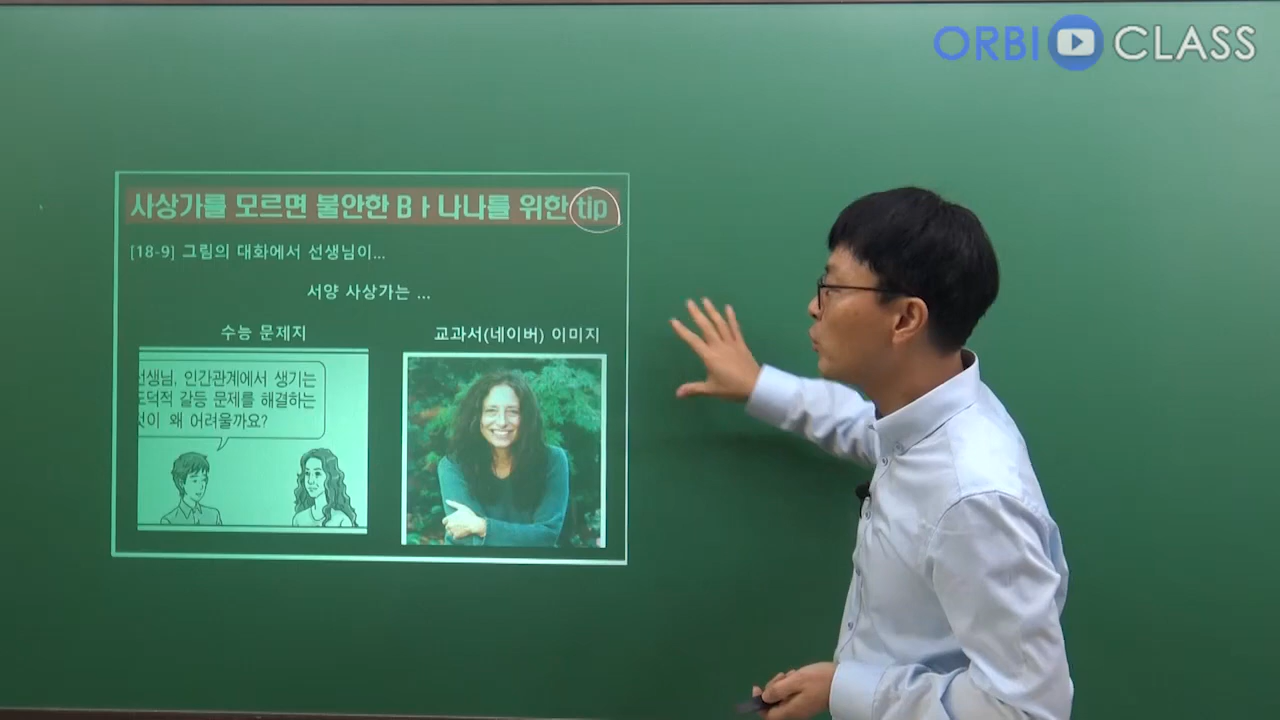 ORBI CLASS
사상가를 모르면 불안한 Bㅏ나나를 위한 tip
[18-9] 그림의 대화에서 선생님이...
서양 사상가는 ...
수능 문제지
교과서(네이버) 이미지
선생님, 인간관계에서 생기는
도덕적 갈등 문제를 해결하는
것이 왜 어려울까요?